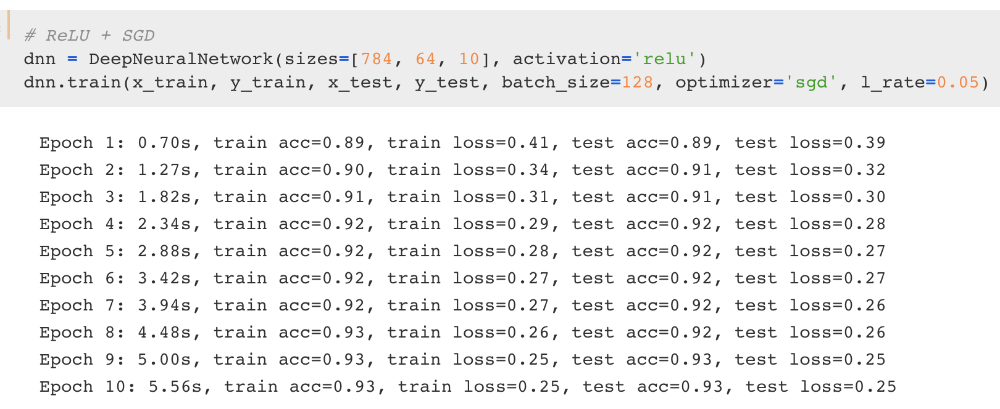 # ReLU + SGD
dnn = DeepNeuralNetwork(sizes=[784, 64, 10], activation='relu')
dnn.train(x_train, y_train, x_test, y_test, batch_size=128, optimizer='sgd', l_rate=0.05)
Epoch 1: 0.70s, train acc=0.89, train loss=0.41, test acc=0.89, test loss=0.39
Epoch 2: 1.27s, train acc=0.90, train loss=0.34, test acc=0.91, test loss=0.32
Epoch 3: 1.82s, train acc=0.91, train loss=0.31, test acc=0.91, test loss=0.30
Epoch 4: 2.34s, train acc=0.92, train loss=0.29, test acc=0.92, test loss=0.28
Epoch 5: 2.88s, train acc=0.92, train loss=0.28, test acc=0.92, test loss=0.27
Epoch 6: 3.42s, train acc=0.92, train loss=0.27, test acc=0.92, test loss=0.27
Epoch 7: 3.94s, train acc=0.92, train loss=0.27, test acc=0.92, test loss=0.26
Epoch 8: 4.48s, train acc=0.93, train loss=0.26, test acc=0.92, test loss=0.26
Epoch 9: 5.00s, train acc=0.93, train loss=0.25, test acc=0.93, test loss=0.25
Epoch 10: 5.56s, train acc=0.93, train loss=0.25, test acc=0.93, test loss=0.25